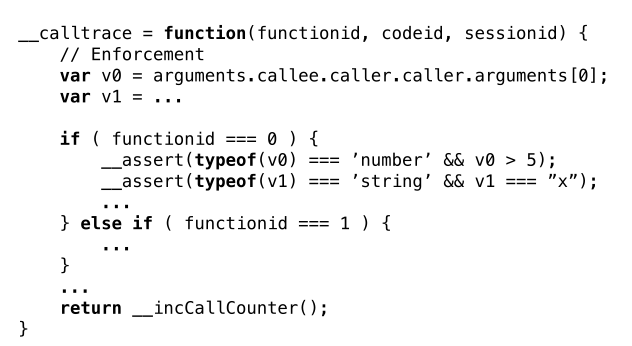 __calltrace = function(functionid, codeid, sessionid) {
    // Enforcement
    var v0 = arguments.callee.caller.caller.arguments[0];
    var v1 = ...

    if ( functionid === 0 ) {
        __assert(typeof(v0) === ’number’ && v0 > 5);
        __assert(typeof(v1) === ’string’ && v1 === ”x”);
        ...
    } else if ( functionid === 1 ) {
        ...
    }
    ...
    return __incCallCounter();
}